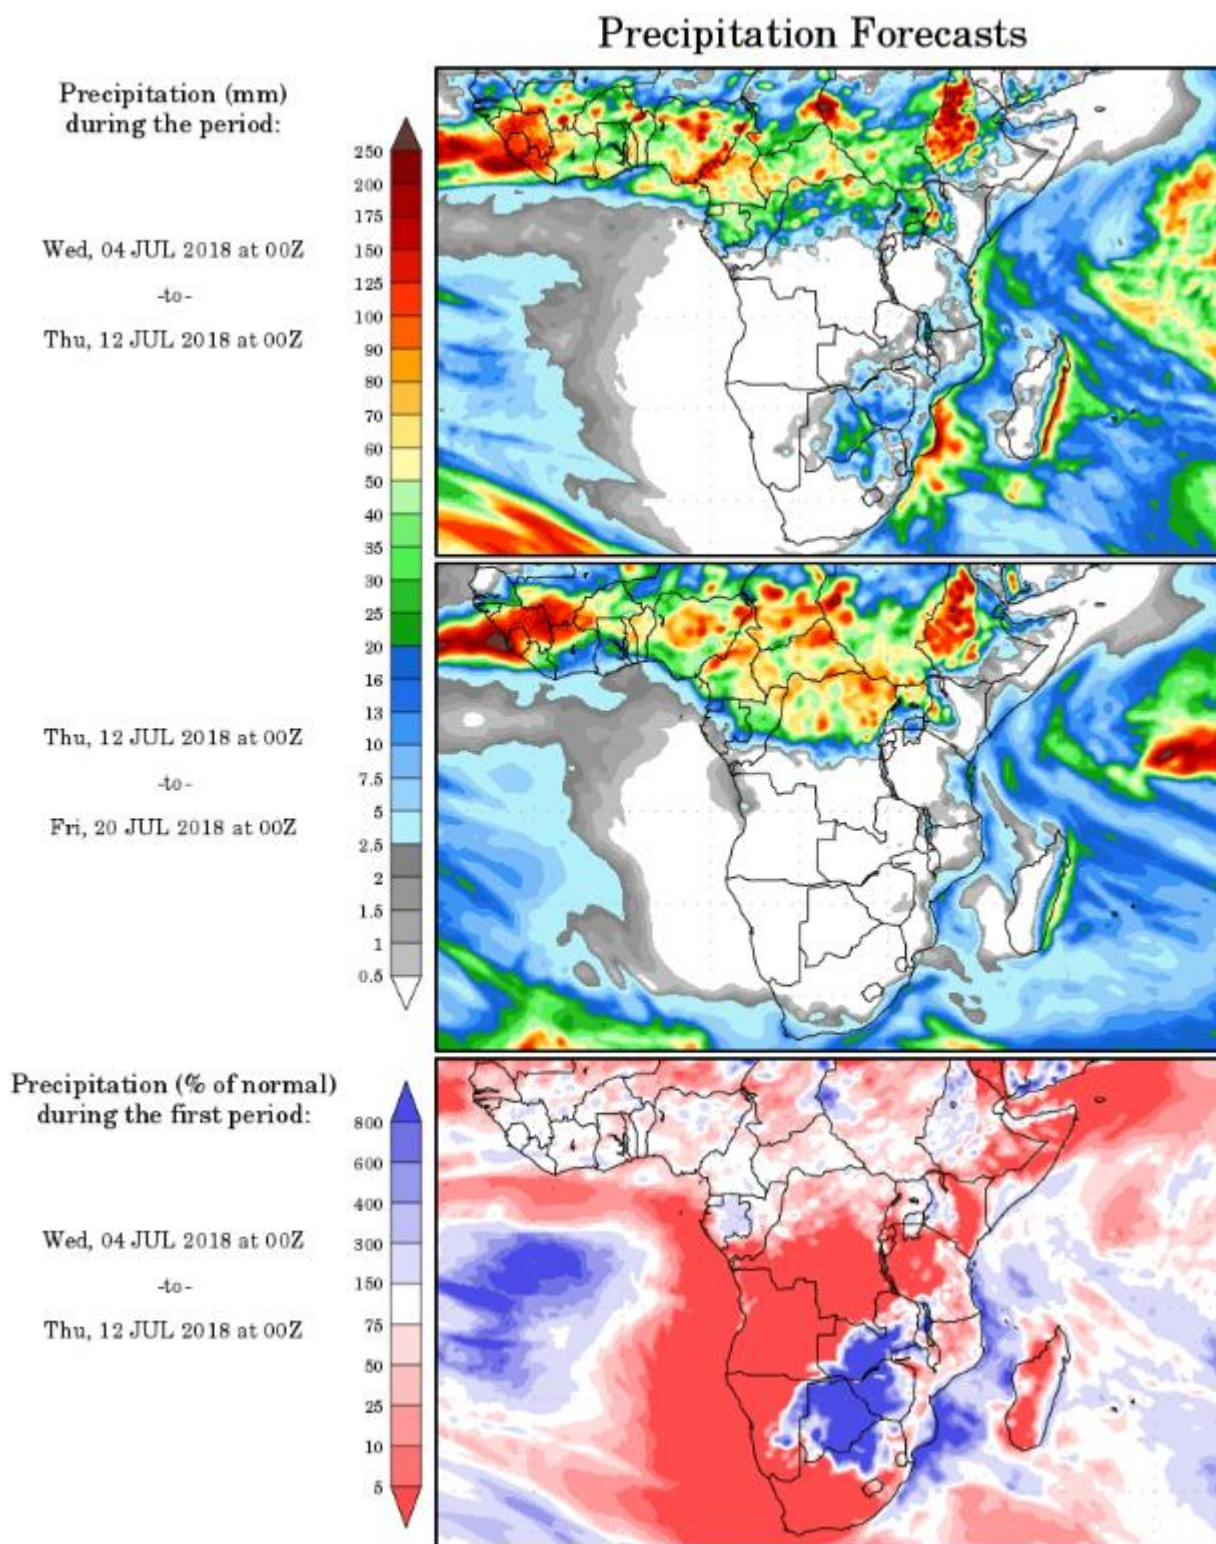 Precipitation Forecasts
Precipitation (mm)
during the period:
250
200
175
150
125
100
90
80
70
60
50
40
35
30
25
20
16
13
10
7.5
5
2.5
2
1.5
1
0.5
Wed, 04 JUL 2018 at 00Z
-to-
Thu, 12 JUL 2018 at 00Z
Thu, 12 JUL 2018 at 00Z
-to-
Fri, 20 JUL 2018 at 00Z
Precipitation (% of normal)
during the first period:
800
600
400
300
150
75
50
25
10
5
Wed, 04 JUL 2018 at 00Z
-to-
Thu, 12 JUL 2018 at 00Z